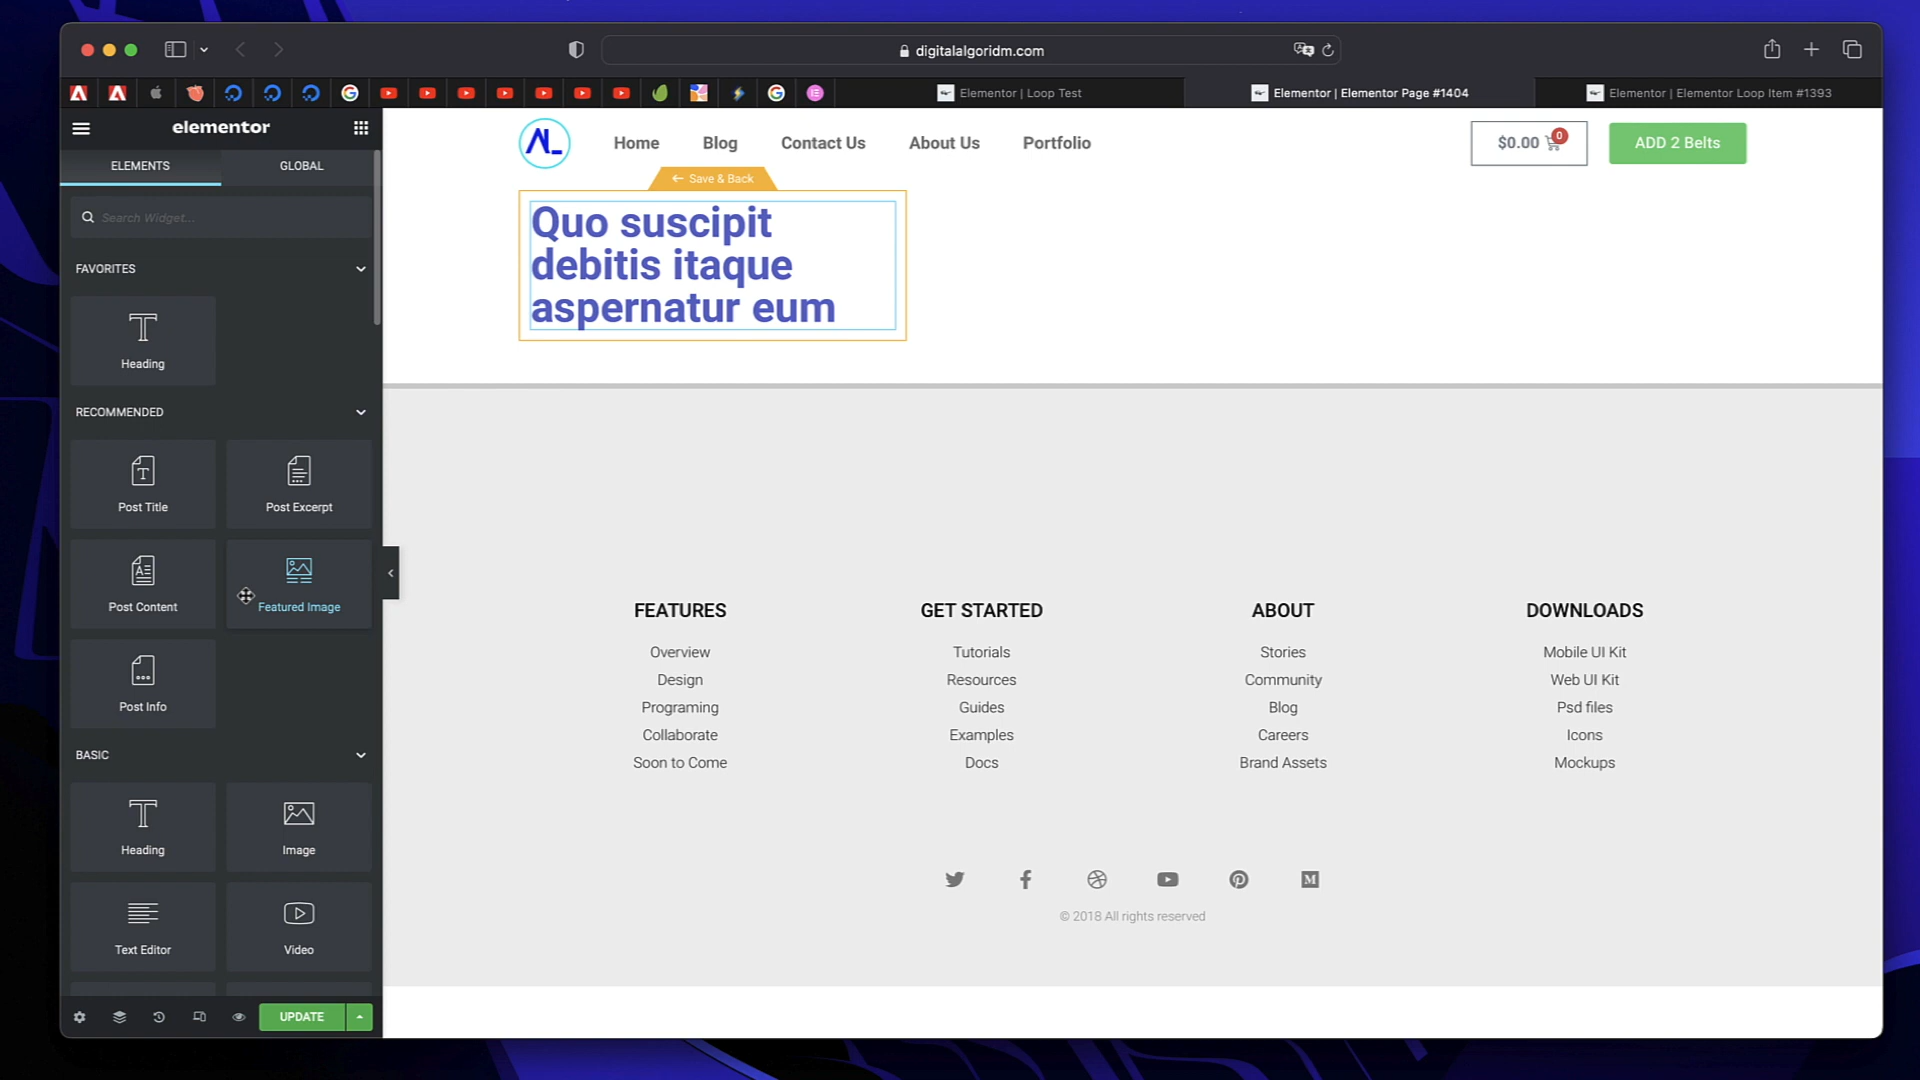 digitalalgoridm.com
Elementor | Loop Test
Elementor | Elementor Page #1404
Elementor | Elementor Loop Item #1393
elementor
ELEMENTS
GLOBAL
Search Widget...
FAVORITES
Heading
RECOMMENDED
Post Title
Post Excerpt
Post Content
Featured Image
Post Info
BASIC
Heading
Image
Text Editor
Video
UPDATE
AL_
Home
Blog
Contact Us
About Us
Portfolio
$0.00
0
ADD 2 Belts
Save & Back
Quo suscipit
debitis itaque
aspernatur eum
FEATURES
Overview
Design
Programing
Collaborate
Soon to Come
GET STARTED
Tutorials
Resources
Guides
Examples
Docs
ABOUT
Stories
Community
Blog
Careers
Brand Assets
DOWNLOADS
Mobile UI Kit
Web UI Kit
Psd files
Icons
Mockups
© 2018 All rights reserved